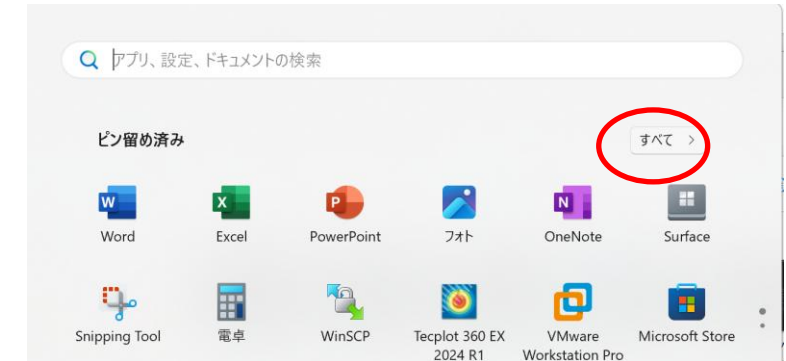 アプリ、設定、ドキュメントの検索
ピン留め済み
すべて >
Word
Excel
PowerPoint
フォト
OneNote
Surface
Snipping Tool
電卓
WinSCP
Tecplot 360 EX
2024 R1
VMware
Workstation Pro
Microsoft Store